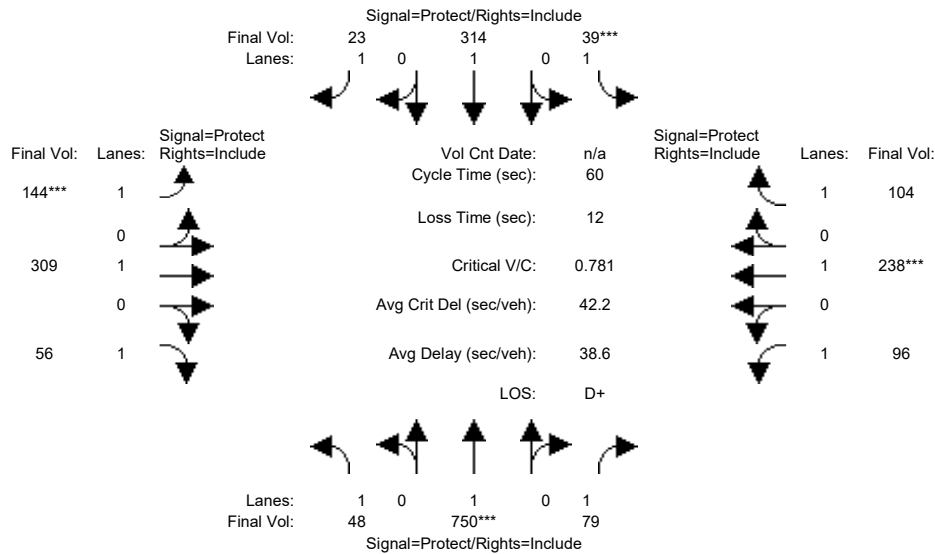 Signal=Protect/Rights=Include
Final Vol: 23 314 39***
Lanes: 1 0 1 0 1
Signal=Protect
Final Vol: Lanes: Rights=Include
Vol Cnt Date: n/a
Signal=Protect
Rights=Include Lanes: Final Vol:
Cycle Time (sec): 60
144*** 1
1 104
Loss Time (sec): 12
0
0
309 1
Critical V/C: 0.781
1 238***
0
Avg Crit Del (sec/veh): 42.2
0
56 1
Avg Delay (sec/veh): 38.6
1 96
LOS: D+
Lanes: 1 0 1 0 1
Final Vol: 48 750*** 79
Signal=Protect/Rights=Include